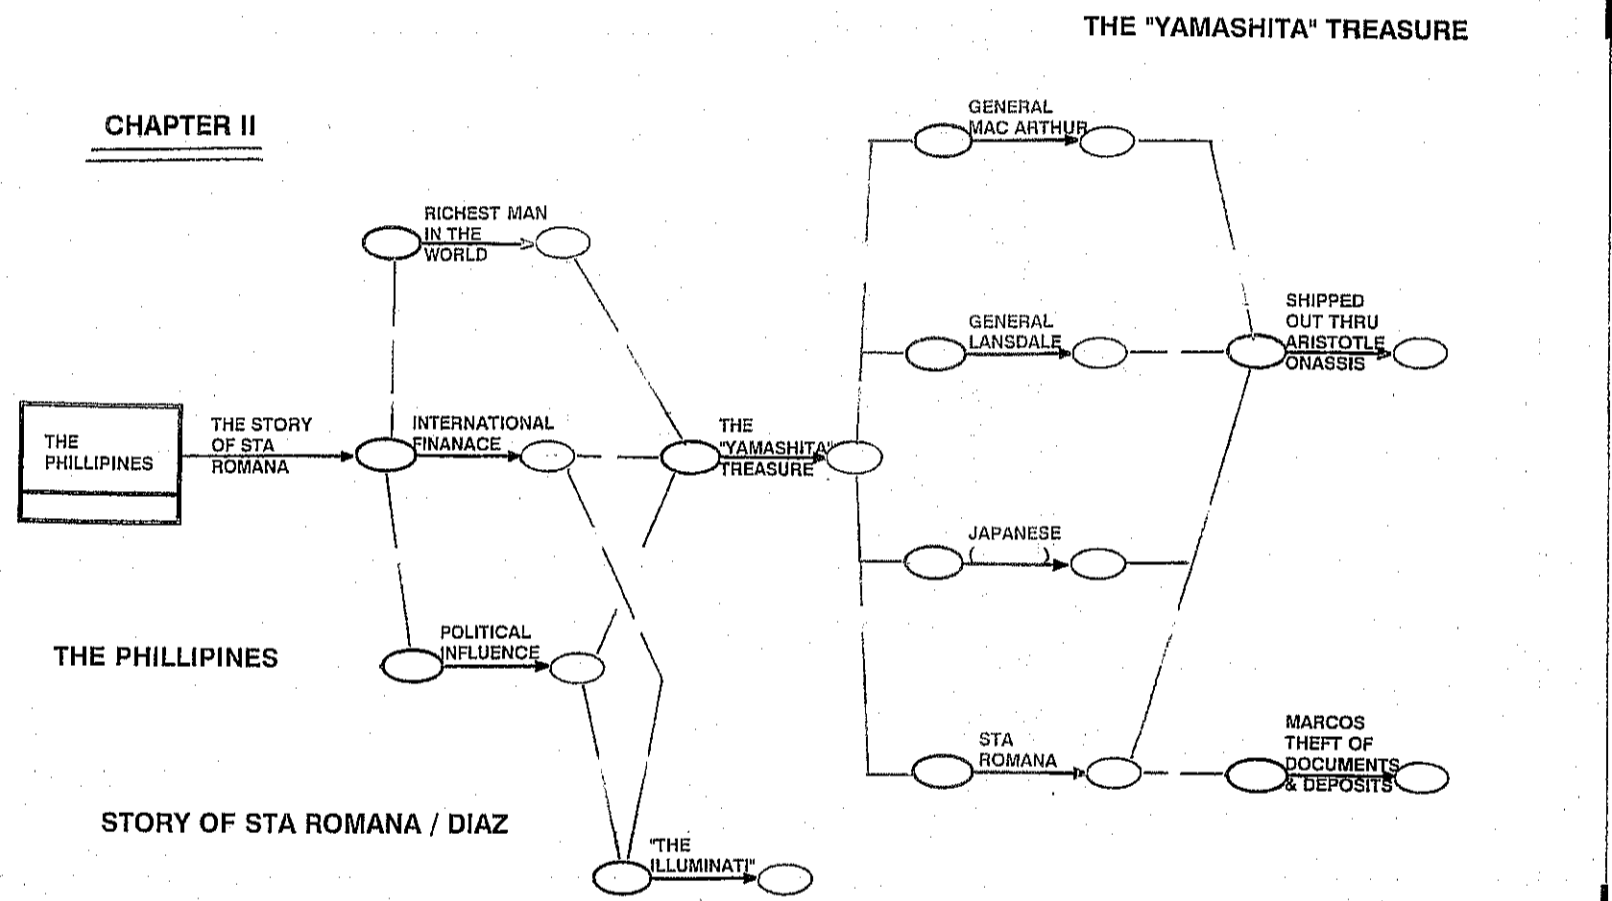 THE "YAMASHITA" TREASURE
CHAPTER II
GENERAL
MAC ARTHUR
RICHEST MAN
IN THE
WORLD
GENERAL
LANSDALE
SHIPPED
OUT THRU
ARISTOTLE
ONASSIS
THE
PHILLIPINES
THE STORY
OF STA
ROMANA
INTERNATIONAL
FINANACE
THE
"YAMASHITA"
TREASURE
JAPANESE
POLITICAL
INFLUENCE
THE PHILLIPINES
STA
ROMANA
MARCOS
THEFT OF
DOCUMENTS
& DEPOSITS
STORY OF STA ROMANA / DIAZ
"THE
ILLUMINATI"